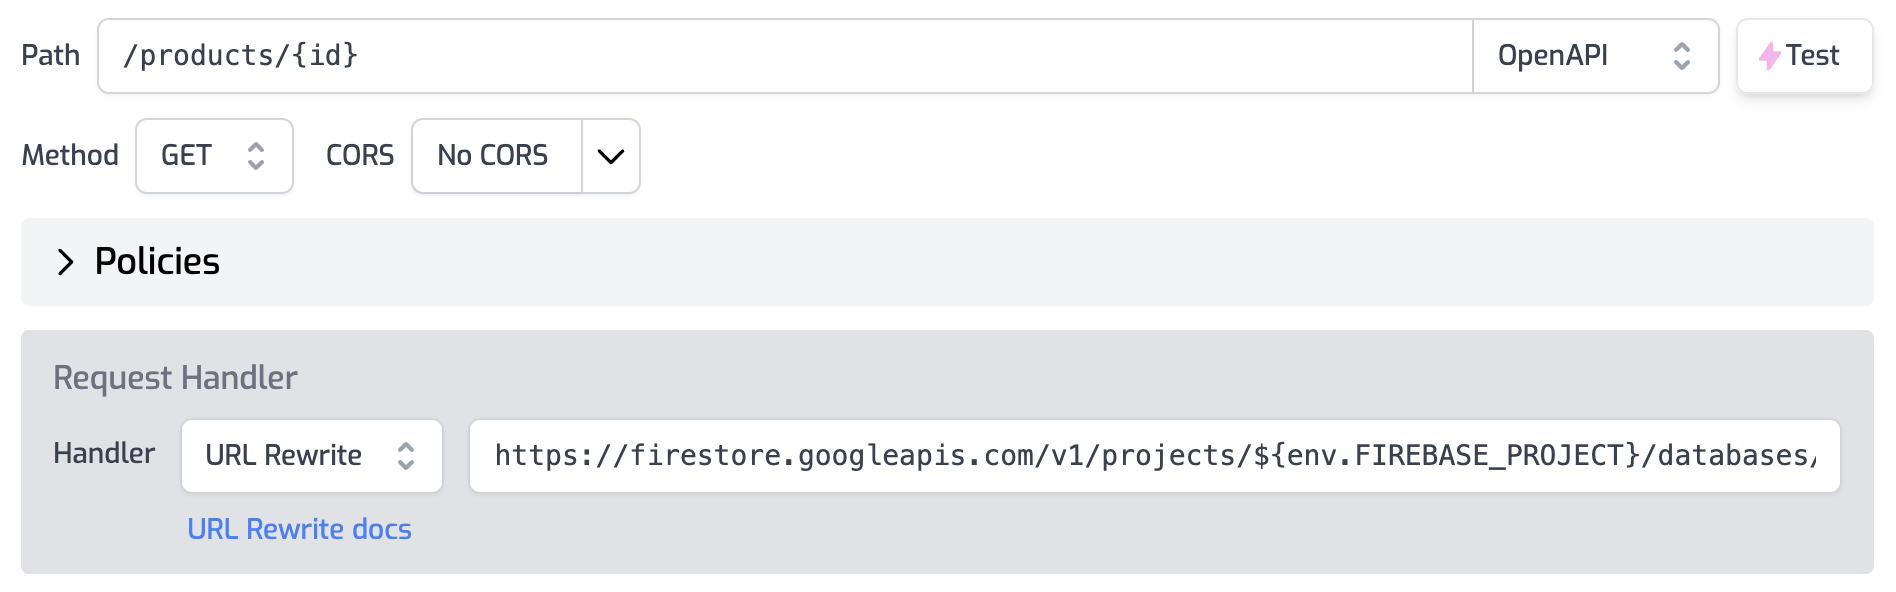 Path /products/{id} OpenAPI Test
Method GET CORS No CORS
Policies
Request Handler
Handler URL Rewrite https://firestore.googleapis.com/v1/projects/${env.FIREBASE_PROJECT}/databases/
URL Rewrite docs